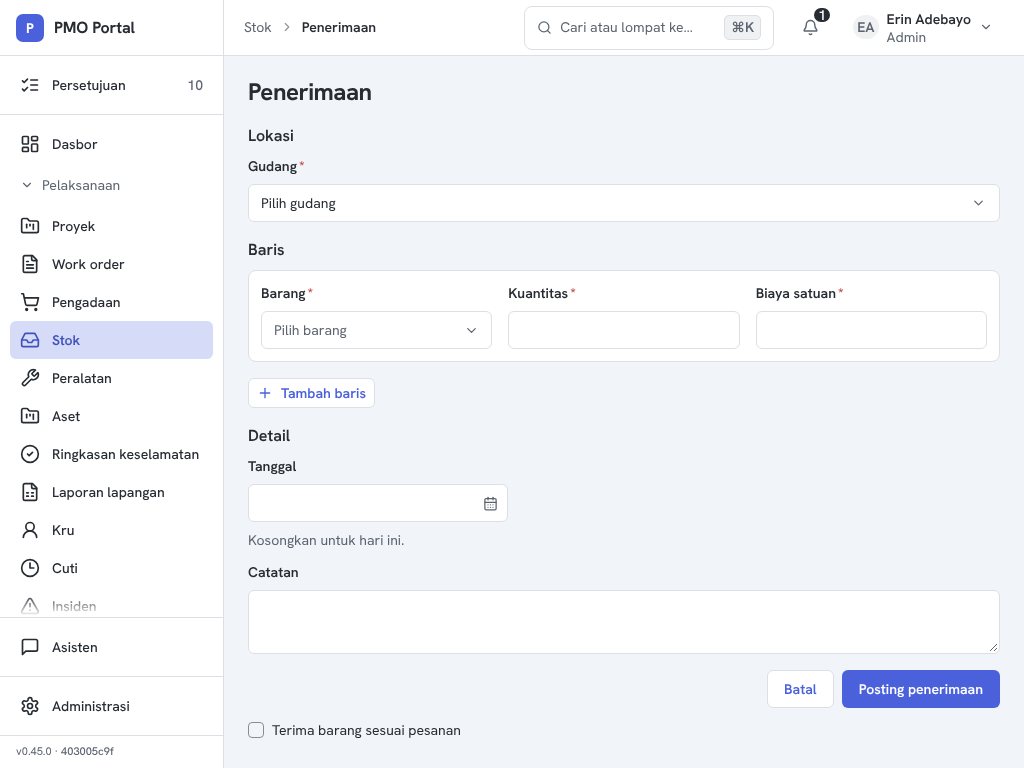 P PMO Portal
Stok > Penerimaan
Cari atau lompat ke... ⌘K
1
EA Erin Adebayo
Admin
Persetujuan 10
Dasbor
Pelaksanaan
Proyek
Work order
Pengadaan
Stok
Peralatan
Aset
Ringkasan keselamatan
Laporan lapangan
Kru
Cuti
Insiden
Asisten
Administrasi
v0.45.0 · 403005c9f
Penerimaan
Lokasi
Gudang *
Pilih gudang
Baris
Barang * Kuantitas * Biaya satuan *
Pilih barang
+ Tambah baris
Detail
Tanggal
Kosongkan untuk hari ini.
Catatan
Batal Posting penerimaan
Terima barang sesuai pesanan